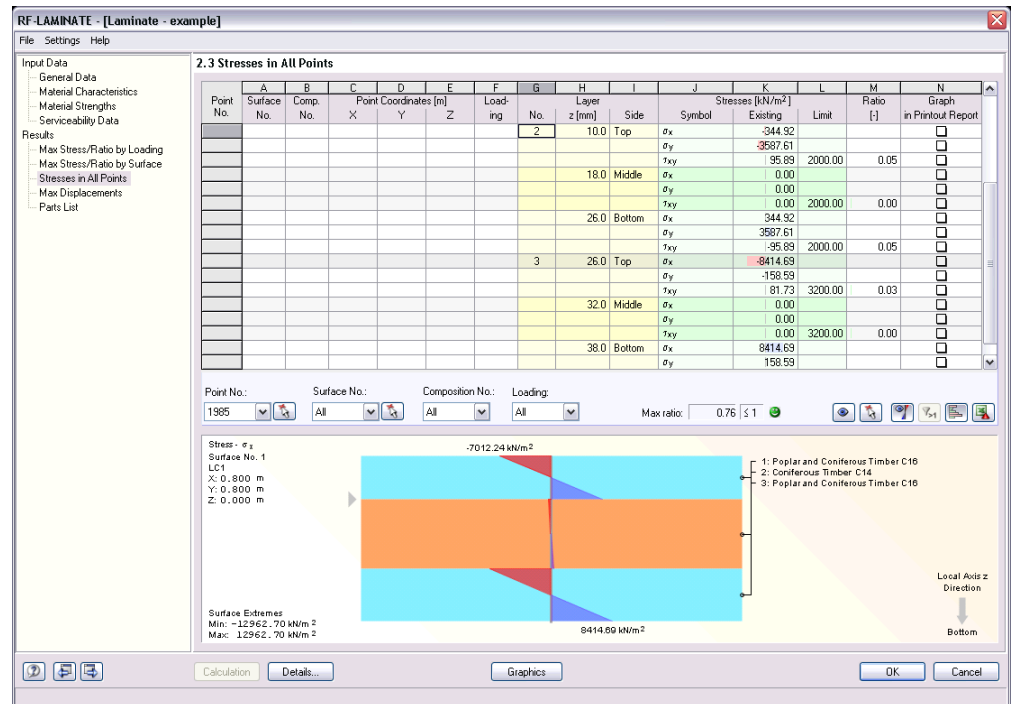 RF-LAMINATE - [Laminate - example]
File Settings Help
Input Data
General Data
Material Characteristics
Material Strengths
Serviceability Data
Results
Max Stress/Ratio by Loading
Max Stress/Ratio by Surface
Stresses in All Points
Max Displacements
Parts List
2.3 Stresses in All Points
A B C D E F G H I J K L M N
Point Surface Comp. Point Coordinates [m] Load- Layer Stresses [kN/m²] Ratio Graph
No. No. No. X Y Z ing No. z [mm] Side Symbol Existing Limit [-] in Printout Report
2 10.0 Top σx -344.92
σy -3587.61
τxy 95.89 2000.00 0.05
18.0 Middle σx 0.00
σy 0.00
τxy 0.00 2000.00 0.00
26.0 Bottom σx 344.92
σy 3587.61
τxy -95.89 2000.00 0.05
3 26.0 Top σx -8414.69
σy -158.59
τxy 81.73 3200.00 0.03
32.0 Middle σx 0.00
σy 0.00
τxy 0.00 3200.00 0.00
38.0 Bottom σx 8414.69
σy 158.59
Point No.: Surface No.: Composition No.: Loading:
1985 All All All Max ratio: 0.76 ≤ 1
Stress - σx
Surface No. 1
LC1
X: 0.800 m
Y: 0.800 m
Z: 0.000 m
-7012.24 kN/m²
1: Poplar and Coniferous Timber C16
2: Coniferous Timber C14
3: Poplar and Coniferous Timber C16
Local Axis z
Direction
Bottom
Surface Extremes
Min: -12962.70 kN/m²
Max: 12962.70 kN/m²
8414.69 kN/m²
Calculation Details... Graphics OK Cancel